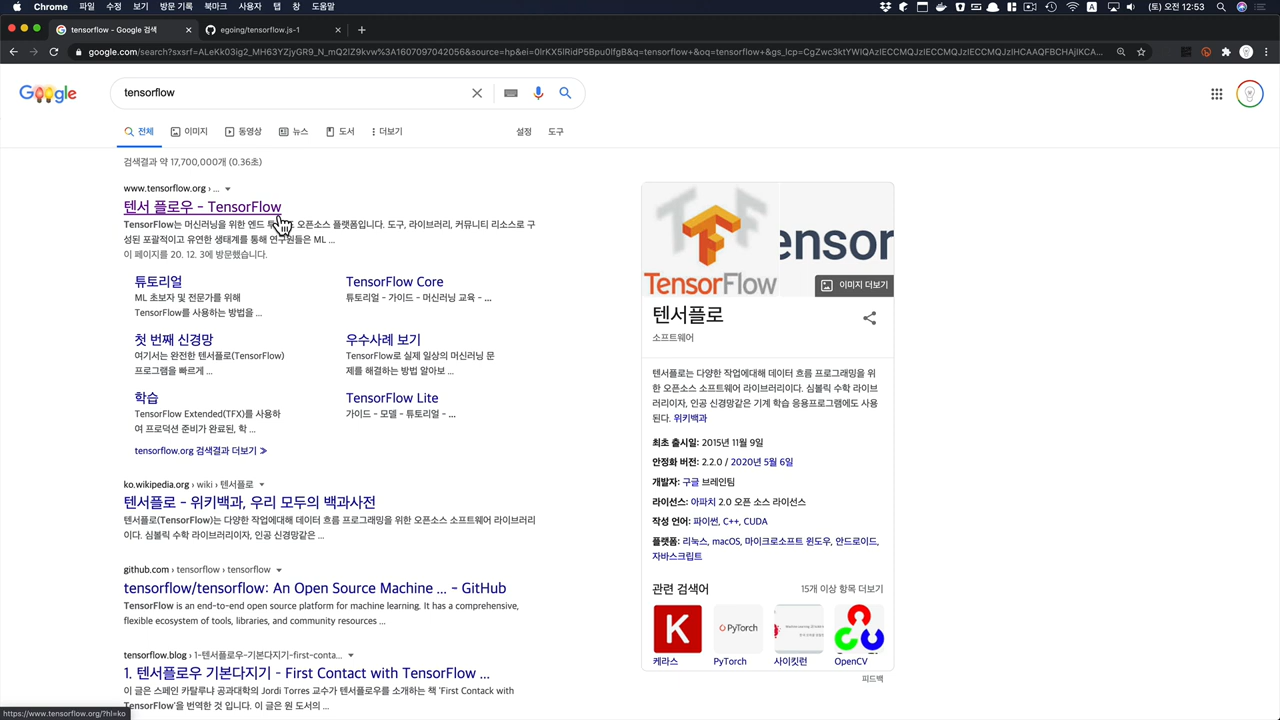 Chrome 파일 수정 보기 방문 기록 북마크 사용자 탭 창 도움말
(토) 오전 12:53
tensorflow - Google 검색
egoing/tensorflow.js-1
google.com/search?sxsrf=ALeKk03ig2_MH63YZjyGR9_N_mQ2IZ9kvw%3A1607097042056&source=hp&ei=0lrKX5lRidP5Bpu0lfgB&q=tensorflow+&oq=tensorflow+&gs_lcp=
Google
tensorflow
전체 이미지 동영상 뉴스 도서 더보기 설정 도구
검색결과 약 17,700,000개 (0.36초)
www.tensorflow.org › ...
텐서 플로우 - TensorFlow
TensorFlow는 머신러닝을 위한 엔드 오픈소스 플랫폼입니다. 도구, 라이브러리, 커뮤니티 리소스로 구
성된 포괄적이고 유연한 생태계를 통해 연구원들은 ML ...
이 페이지를 20. 12. 3에 방문했습니다.
튜토리얼
ML 초보자 및 전문가를 위해
TensorFlow를 사용하는 방법을 ...
TensorFlow Core
튜토리얼 - 가이드 - 머신러닝 교육 - ...
첫 번째 신경망
여기서는 완전한 텐서플로(TensorFlow)
프로그램을 빠르게 ...
우수사례 보기
TensorFlow로 실제 일상의 머신러닝 문
제를 해결하는 방법 알아보 ...
학습
TensorFlow Extended(TFX)를 사용하
여 프로덕션 준비가 완료된, 학 ...
TensorFlow Lite
가이드 - 모델 - 튜토리얼 - ...
tensorflow.org 검색결과 더보기 »
ko.wikipedia.org › wiki › 텐서플로
텐서플로 - 위키백과, 우리 모두의 백과사전
텐서플로(TensorFlow)는 다양한 작업에대해 데이터 흐름 프로그래밍을 위한 오픈소스 소프트웨어 라이브러리
이다. 심볼릭 수학 라이브러리이자, 인공 신경망같은 ...
github.com › tensorflow › tensorflow
tensorflow/tensorflow: An Open Source Machine ... - GitHub
TensorFlow is an end-to-end open source platform for machine learning. It has a comprehensive,
flexible ecosystem of tools, libraries, and community resources ...
tensorflow.blog › 1-텐서플로우-기본다지기-first-conta...
1. 텐서플로우 기본다지기 - First Contact with TensorFlow ...
이 글은 스페인 카탈루냐 공과대학의 Jordi Torres 교수가 텐서플로우를 소개하는 책 'First Contact with
TensorFlow'을 번역한 것 입니다. 이 글은 원 도서의 ...
TensorFlow
ensor
이미지 더보기
텐서플로
소프트웨어
텐서플로는 다양한 작업에대해 데이터 흐름 프로그래밍을 위
한 오픈소스 소프트웨어 라이브러리이다. 심볼릭 수학 라이브
러리이자, 인공 신경망같은 기계 학습 응용프로그램에도 사용
된다. 위키백과
최초 출시일: 2015년 11월 9일
안정화 버전: 2.2.0 / 2020년 5월 6일
개발자: 구글 브레인팀
라이선스: 아파치 2.0 오픈 소스 라이선스
작성 언어: 파이썬, C++, CUDA
플랫폼: 리눅스, macOS, 마이크로소프트 윈도우, 안드로이드,
자바스크립트
관련 검색어 15개 이상 항목 더보기
K
PyTorch
케라스 PyTorch 사이킷런 OpenCV
피드백
https://www.tensorflow.org/?hl=ko